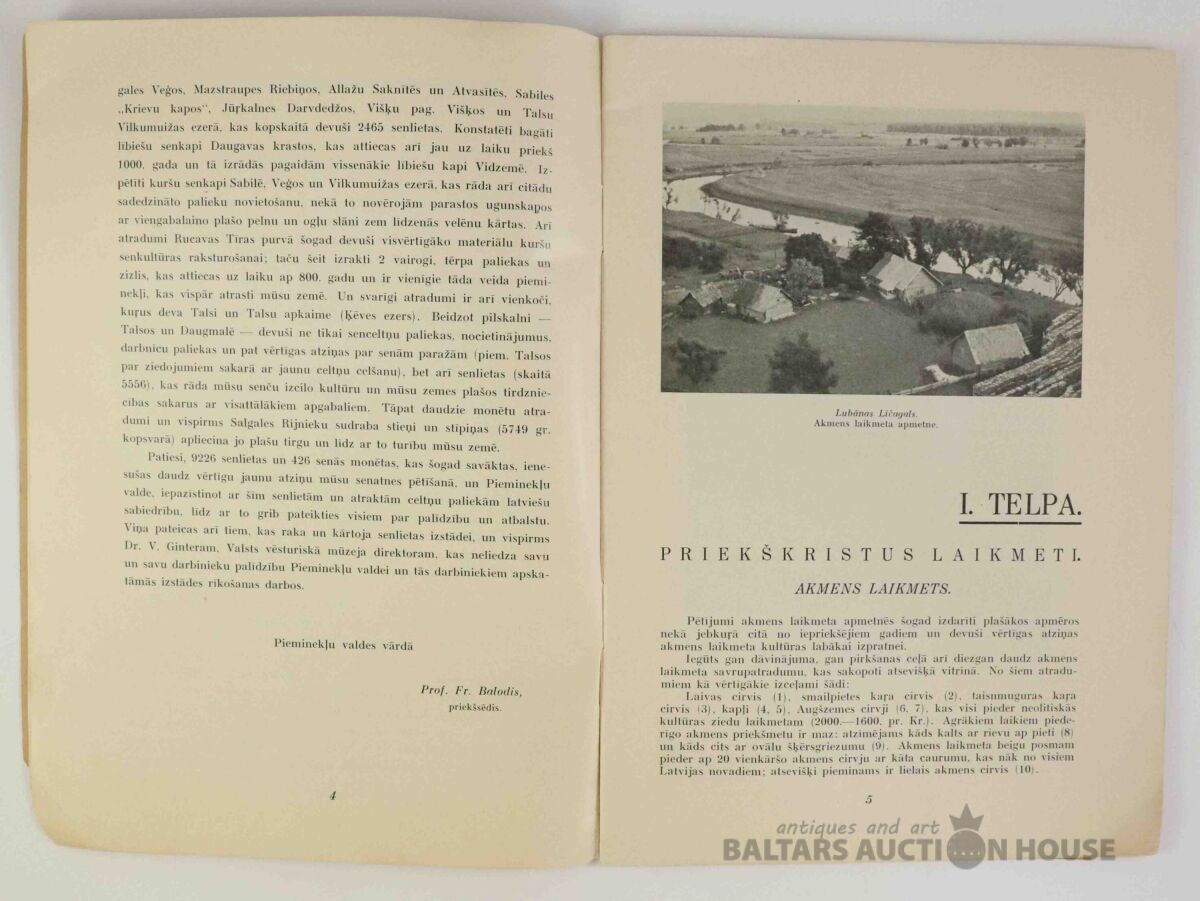 gales Veģos, Mazstraupes Riebiņos, Allažu Saknītēs un Atvasītēs, Sabiles
„Krievu kapos“, Jūrkalnes Darvdedžos, Višķu pag. Višķos un Talsu
Vilkumuižas ezerā, kas kopskaitā devuši 2465 senlietas. Konstatēti bagāti
lībiešu senkapi Daugavas krastos, kas attiecas arī jau uz laiku priekš
1000. gada un tā izrādās pagaidām vissenākie lībiešu kapi Vidzemē. Iz-
pētīti kuršu senkapi Sabilē, Veģos un Vilkumuižas ezerā, kas rāda arī citādu
sadedzināto palieku novietošanu, nekā to novērojām parastos ugunskapos
ar viengabalaino plašo pelnu un ogļu slāni zem līdzenās velēnu kārtas. Arī
atradumi Rucavas Tīras purvā šogad devuši visvērtīgāko materiālu kuršu
senkultūras raksturošanai; taču šeit izrakti 2 vairogi, tērpa paliekas un
zizlis, kas attiecas uz laiku ap 800. gadu un ir vienīgie tāda veida piemi-
nekļi, kas vispār atrasti mūsu zemē. Un svarīgi atradumi ir arī vienkoči,
kuŗus deva Talsi un Talsu apkaime (Ķēves ezers). Beidzot pilskalni —
Talsos un Daugmalē — devuši ne tikai senceltņu paliekas, nocietinājumus,
darbnīcu paliekas un pat vērtīgas atziņas par senām paražām (piem. Talsos
par ziedojumiem sakarā ar jaunu celtņu celšanu), bet arī senlietas (skaitā
5556), kas rāda mūsu senču izcilo kultūru un mūsu zemes plašos tirdznie-
cības sakarus ar visattālākiem apgabaliem. Tāpat daudzie monētu atra-
dumi un vispirms Salgales Rijnieku sudraba stieņi un stīpiņas (5749 gr.
kopsvarā) apliecina jo plašu tirgu un līdz ar to turību mūsu zemē.
Patiesi, 9226 senlietas un 426 senās monētas, kas šogad savāktas, iene-
sušas daudz vērtīgu jaunu atziņu mūsu senatnes pētīšanā, un Pieminekļu
valde, iepazīstinot ar šīm senlietām un atraktām celtņu paliekām latviešu
sabiedrību, līdz ar to grib pateikties visiem par palīdzību un atbalstu.
Viņa pateicas arī tiem, kas raka un kārtoja senlietas izstādei, un vispirms
Dr. V. Ginteram, Valsts vēsturiskā mūzeja direktoram, kas neliedza savu
un savu darbinieku palīdzību Pieminekļu valdei un tās darbiniekiem apska-
tāmās izstādes rīkošanas darbos.
Pieminekļu valdes vārdā
Prof. Fr. Balodis,
priekšsēdis.
4
Lubānas Līčagals.
Akmens laikmeta apmetne.
I. TELPA.
PRIEKŠKRISTUS LAIKMETI.
AKMENS LAIKMETS.
Pētījumi akmens laikmeta apmetnēs šogad izdarīti plašākos apmēros
nekā jebkuŗā citā no iepriekšējiem gadiem un devuši vērtīgas atziņas
akmens laikmeta kultūras labākai izpratnei.
Iegūts gan dāvinājuma, gan pirkšanas ceļā arī diezgan daudz akmens
laikmeta savrupatradumu, kas sakopoti atsevišķā vitrīnā. No šiem atradu-
miem kā vērtīgākie izceļami šādi:
Laivas cirvis (1), smailpietes kaŗa cirvis (2), taisnmuguras kaŗa
cirvis (3), kapļi (4, 5), Augšzemes cirvji (6, 7), kas visi pieder neolītiskās
kultūras ziedu laikmetam (2000.—1600. pr. Kr.). Agrākiem laikiem piede-
rīgo akmens priekšmetu ir maz: atzīmējams kāds kalts ar rievu ap pieti (8)
un kāds cits ar ovālu šķērsgriezumu (9). Akmens laikmeta beigu posmam
pieder ap 20 vienkāršo akmens cirvju ar kāta caurumu, kas nāk no visiem
Latvijas novadiem; atsevišķi pieminams ir lielais akmens cirvis (10).
5
antiques and art
BALTARS AUCTION HOUSE